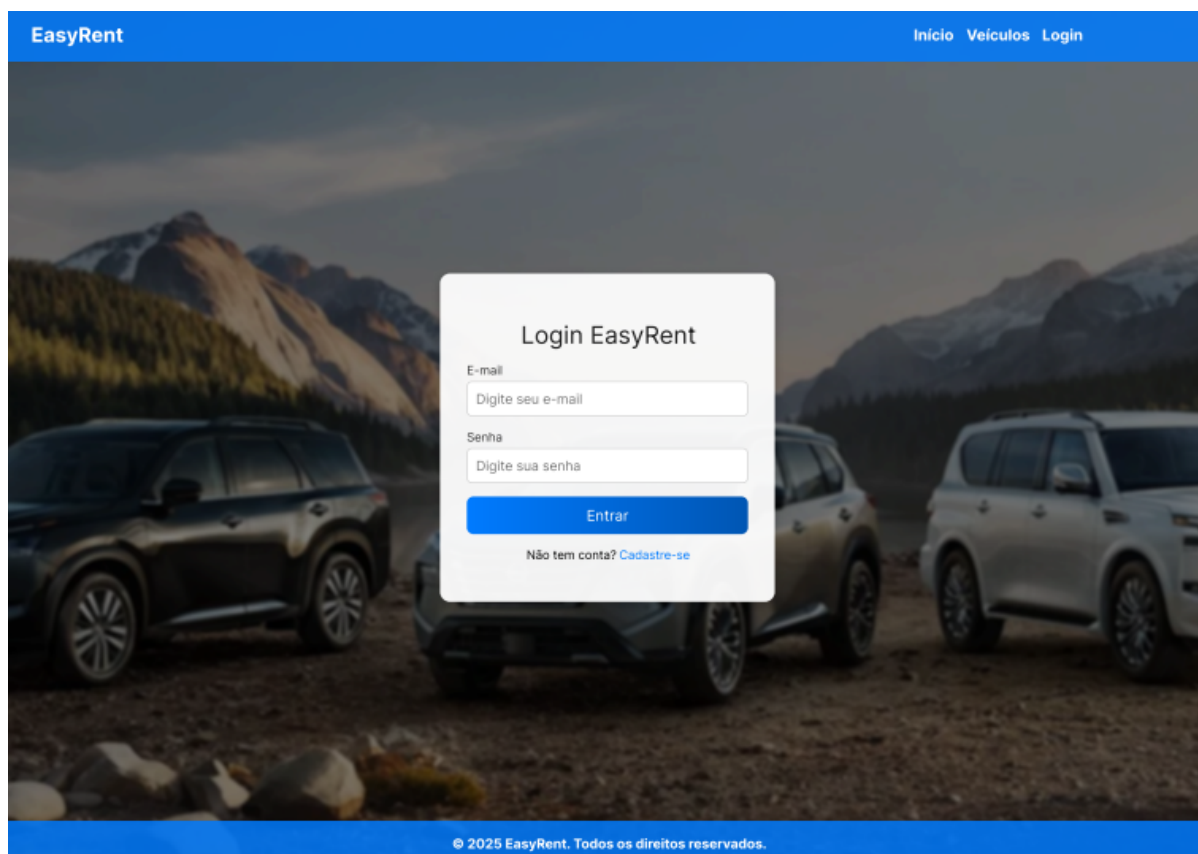 EasyRent
Início Veículos Login
Login EasyRent
E-mail
Digite seu e-mail
Senha
Digite sua senha
Entrar
Não tem conta? Cadastre-se
© 2025 EasyRent. Todos os direitos reservados.